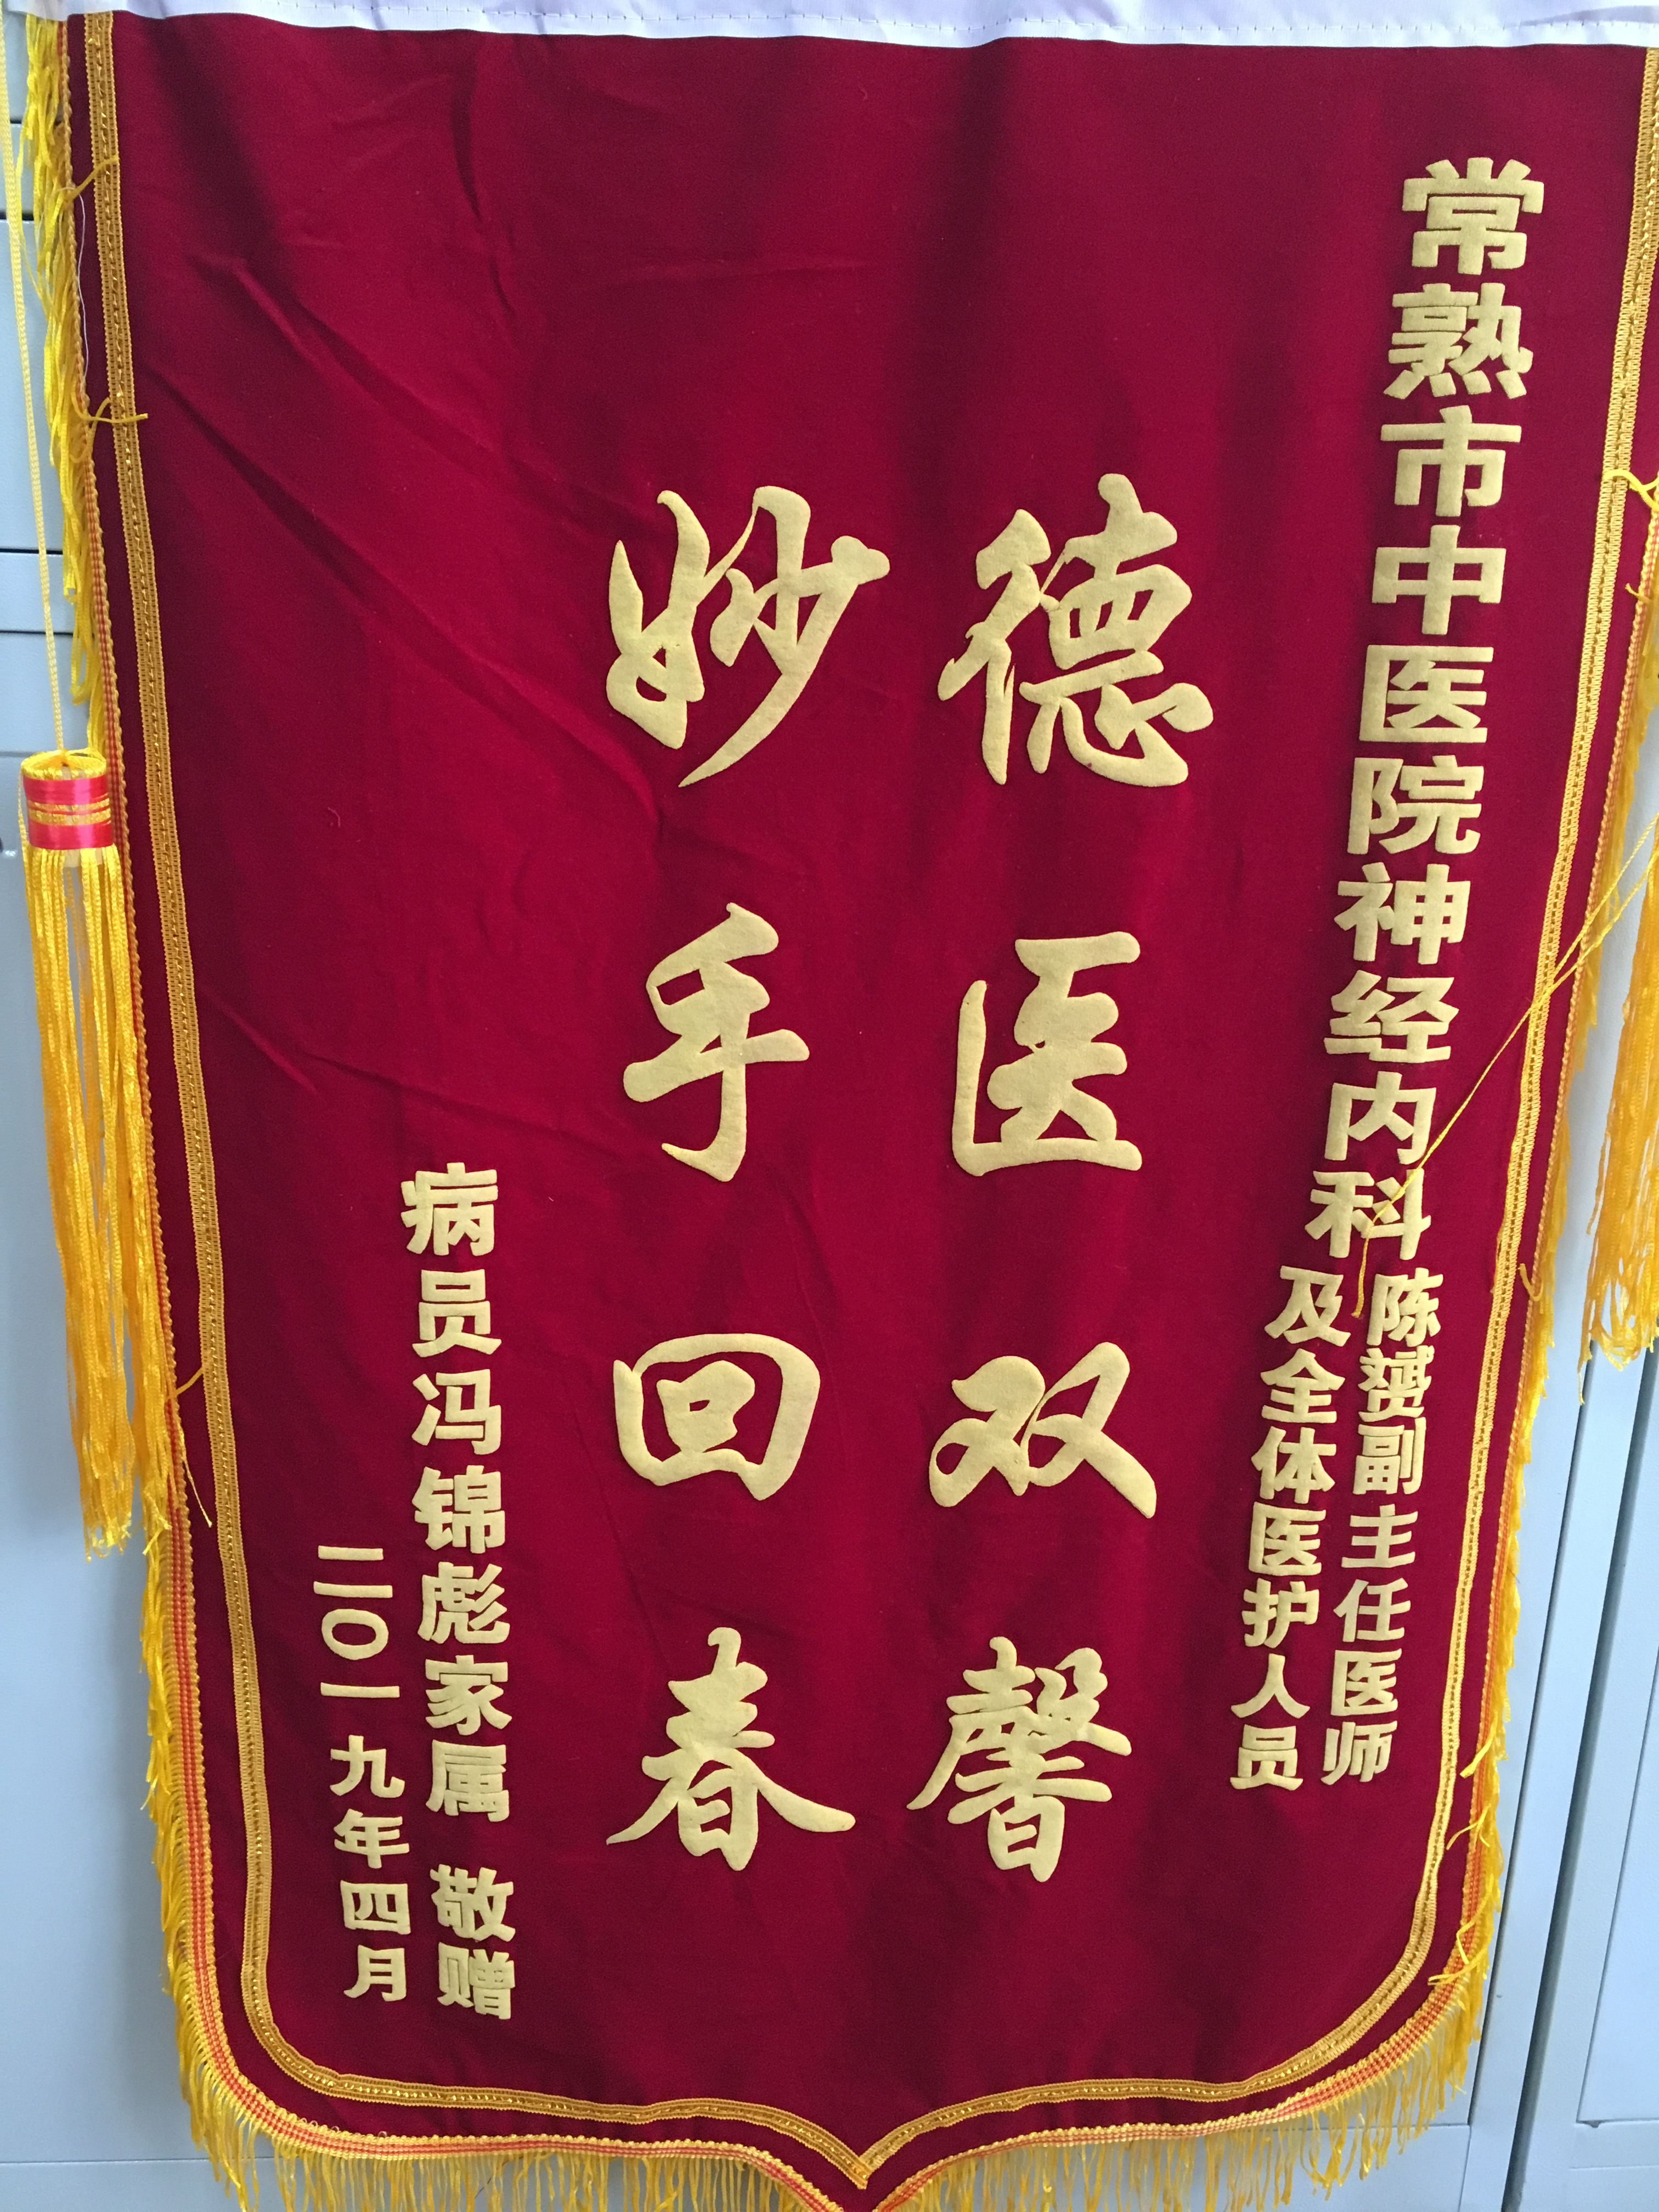 常熟市中医院神经内科
陈赟副主任医师
及全体医护人员
德医双馨
妙手回春
病员冯锦彪家属 敬赠
二〇一九年四月